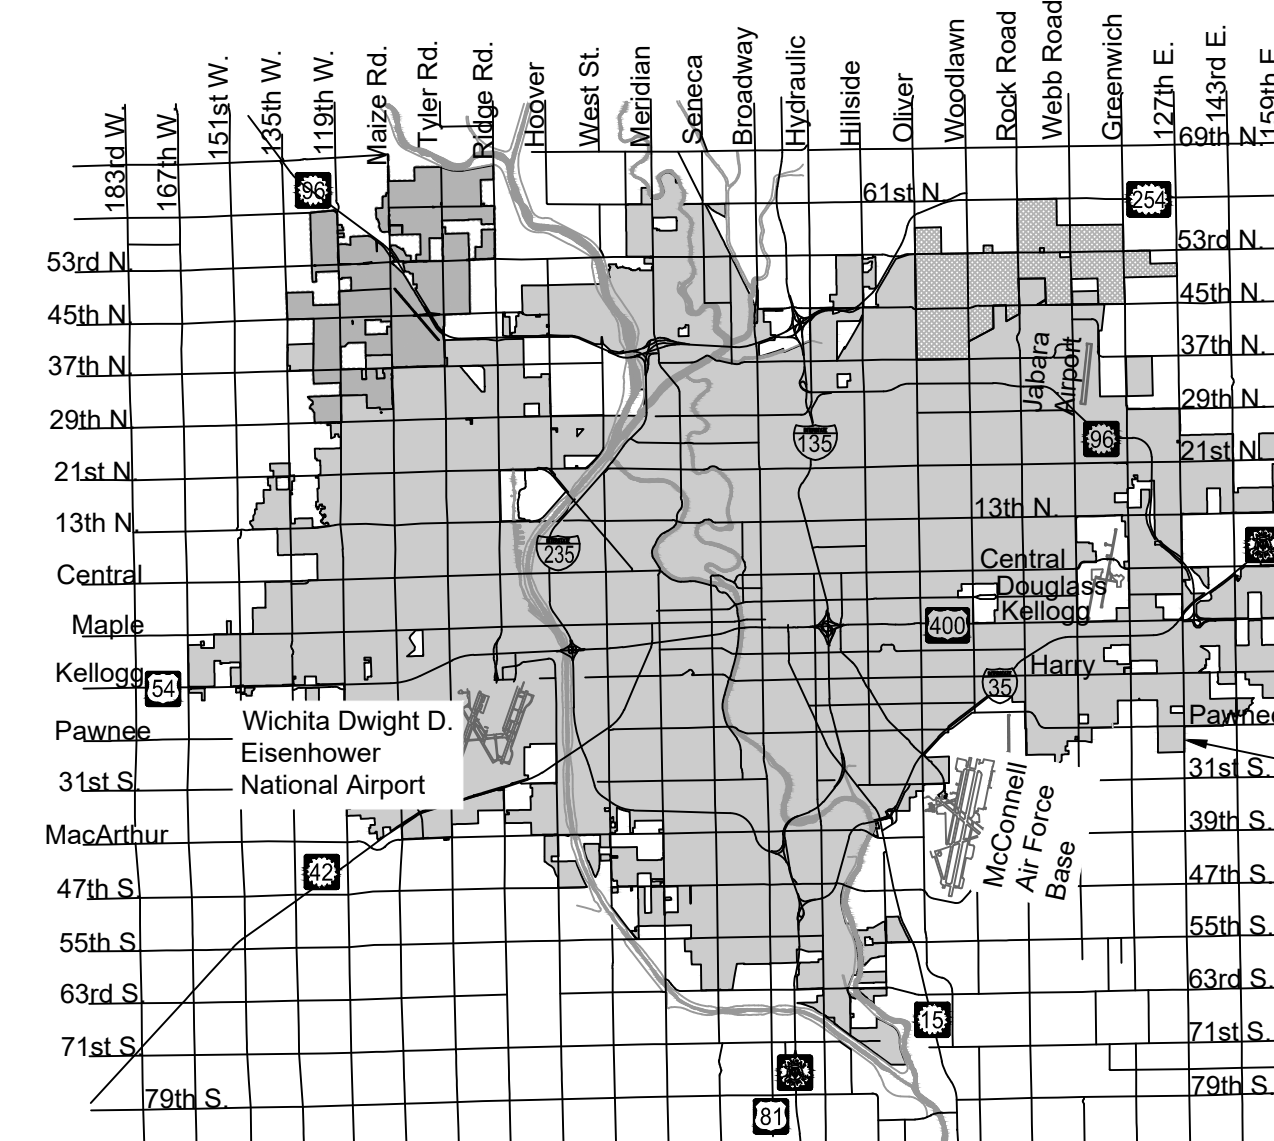 183rd W.
167th W.
151st W.
135th W.
119th W.
Maize Rd.
Tyler Rd.
Ridge Rd.
Hoover
West St.
Meridian
Seneca
Broadway
Hydraulic
Hillside
Oliver
Woodlawn
Rock Road
Webb Road
Greenwich
127th E.
143rd E.
159th E
69th N.
96
61st N.
254
53rd N.
53rd N.
45th N.
45th N.
37th N.
37th N.
Jabara
Airport
29th N.
29th N.
135
96
21st N.
21st N.
13th N.
13th N.
235
Central
Central
Douglass
Kellogg
Maple
400
Kellogg
54
Harry
35
Pawnee
Pawnee
Wichita Dwight D.
Eisenhower
National Airport
31st S.
31st S.
MacArthur
39th S.
McConnell
Air Force
Base
42
47th S.
47th S.
55th S.
55th S.
63rd S.
63rd S.
15
71st S.
71st S.
79th S.
79th S.
81